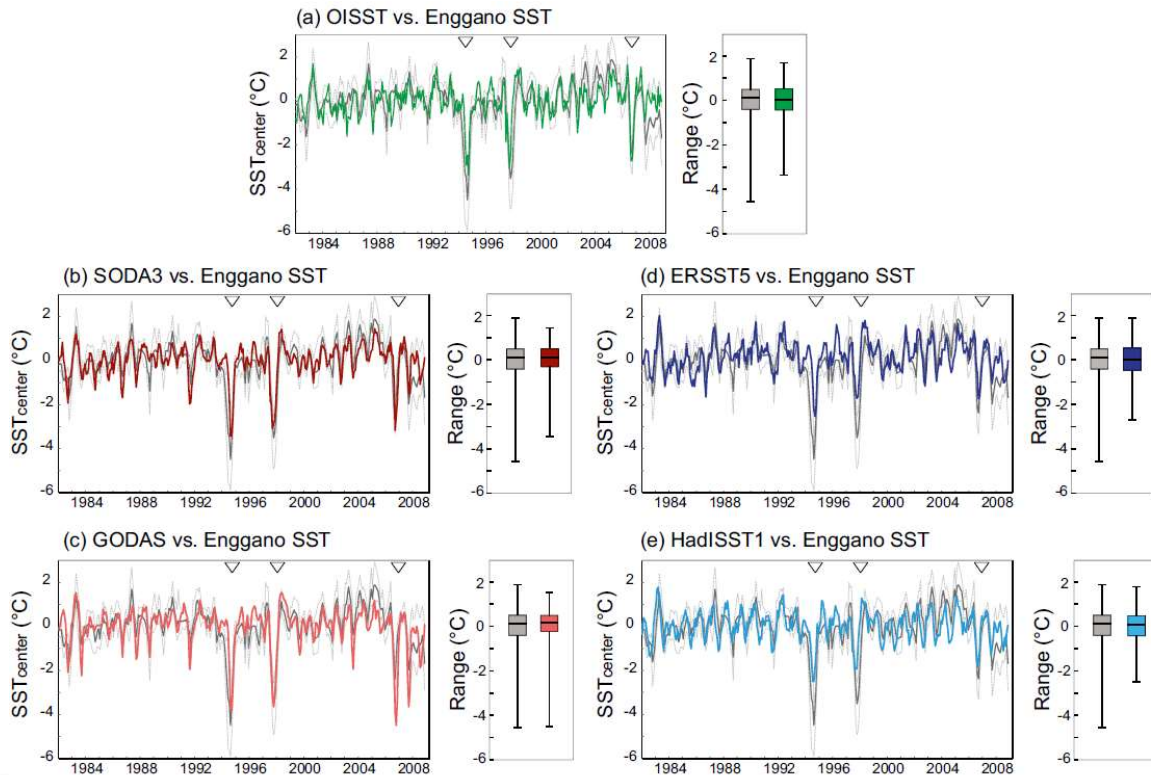 (a) OISST vs. Enggano SST
SSTcenter (°C)
2
0
-2
-4
-6
1984 1988 1992 1996 2000 2004 2008
Range (°C)
2
0
-2
-4
-6
(b) SODA3 vs. Enggano SST
SSTcenter (°C)
2
0
-2
-4
-6
1984 1988 1992 1996 2000 2004 2008
Range (°C)
2
0
-2
-4
-6
(d) ERSST5 vs. Enggano SST
SSTcenter (°C)
2
0
-2
-4
-6
1984 1988 1992 1996 2000 2004 2008
Range (°C)
2
0
-2
-4
-6
(c) GODAS vs. Enggano SST
SSTcenter (°C)
2
0
-2
-4
-6
1984 1988 1992 1996 2000 2004 2008
Range (°C)
2
0
-2
-4
-6
(e) HadISST1 vs. Enggano SST
SSTcenter (°C)
2
0
-2
-4
-6
1984 1988 1992 1996 2000 2004 2008
Range (°C)
2
0
-2
-4
-6